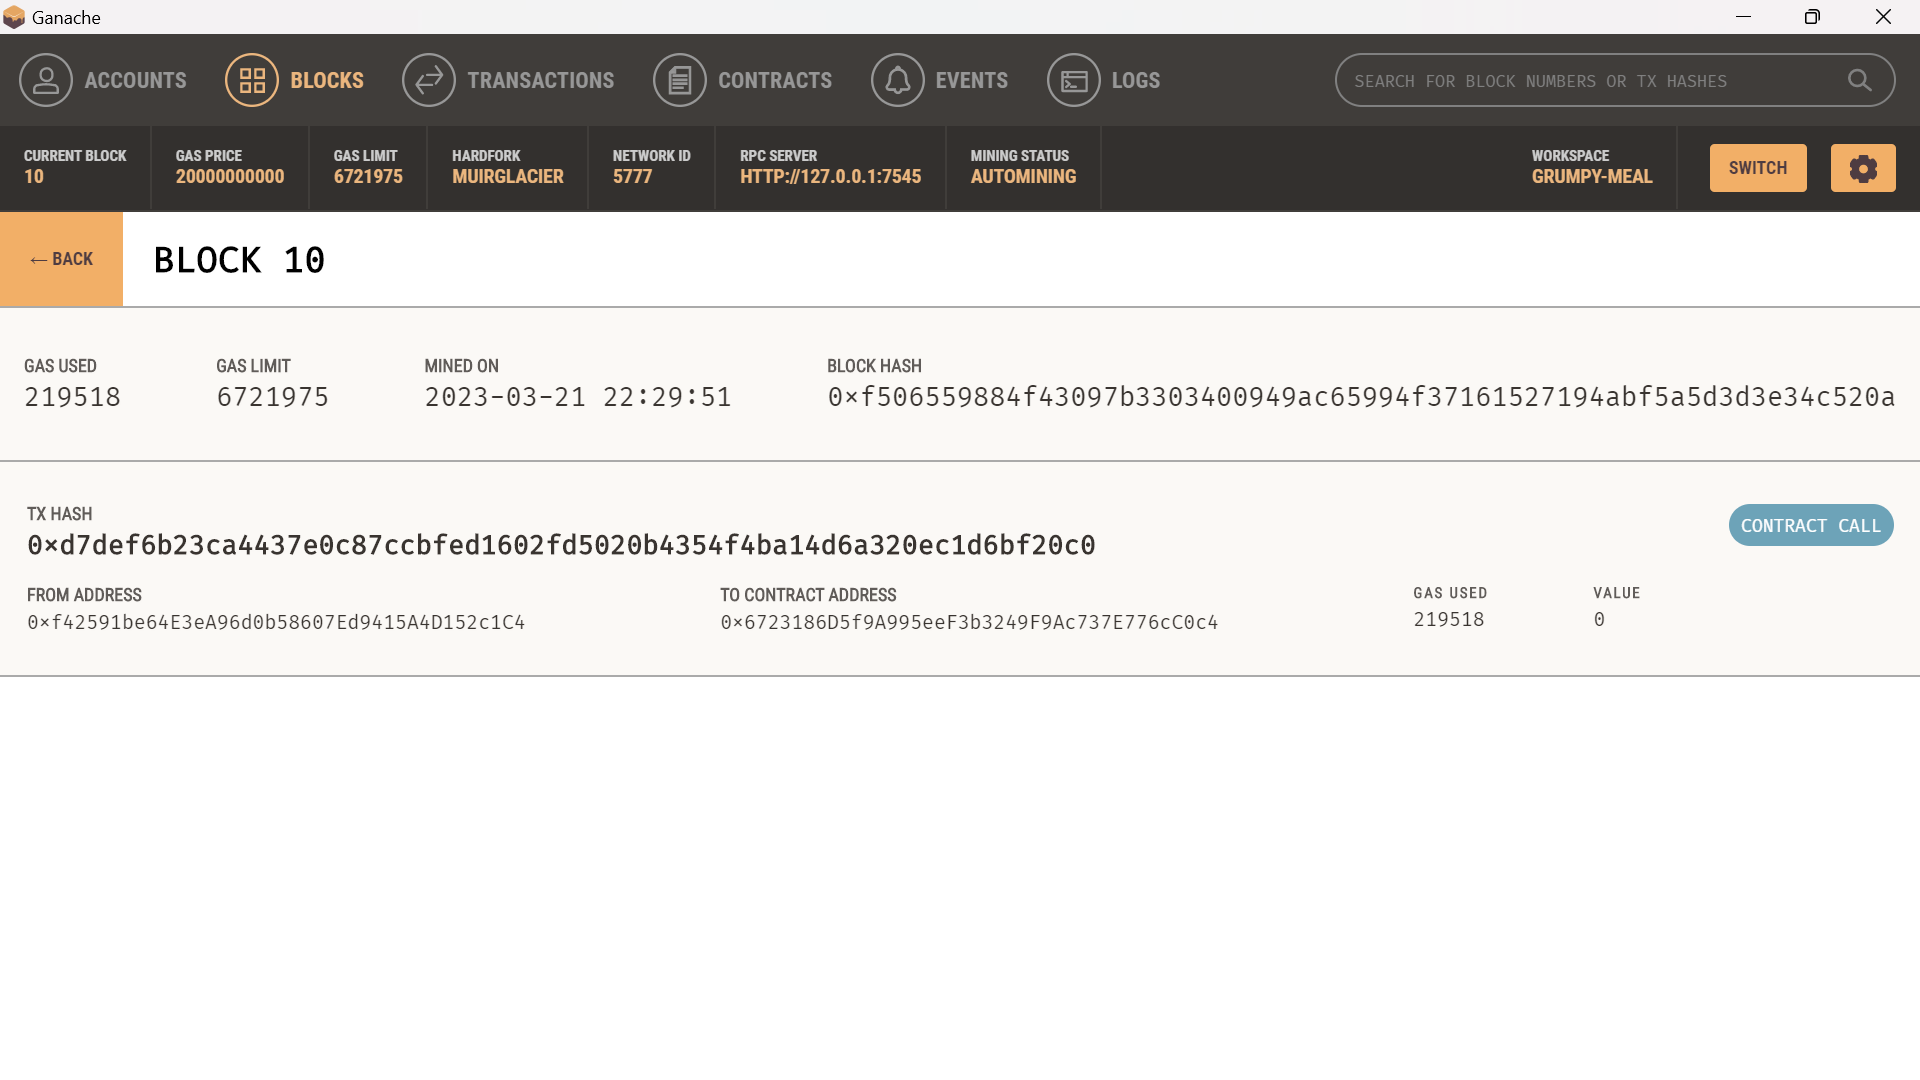 Ganache
ACCOUNTS BLOCKS TRANSACTIONS CONTRACTS EVENTS LOGS SEARCH FOR BLOCK NUMBERS OR TX HASHES
CURRENT BLOCK GAS PRICE GAS LIMIT HARDFORK NETWORK ID RPC SERVER MINING STATUS WORKSPACE
10 20000000000 6721975 MUIRGLACIER 5777 HTTP://127.0.0.1:7545 AUTOMINING GRUMPY-MEAL SWITCH
← BACK BLOCK 10
GAS USED GAS LIMIT MINED ON BLOCK HASH
219518 6721975 2023-03-21 22:29:51 0×f506559884f43097b3303400949ac65994f37161527194abf5a5d3d3e34c520a
TX HASH
0×d7def6b23ca4437e0c87ccbfed1602fd5020b4354f4ba14d6a320ec1d6bf20c0 CONTRACT CALL
FROM ADDRESS TO CONTRACT ADDRESS GAS USED VALUE
0×f42591be64E3eA96d0b58607Ed9415A4D152c1C4 0×6723186D5f9A995eeF3b3249F9Ac737E776cC0c4 219518 0